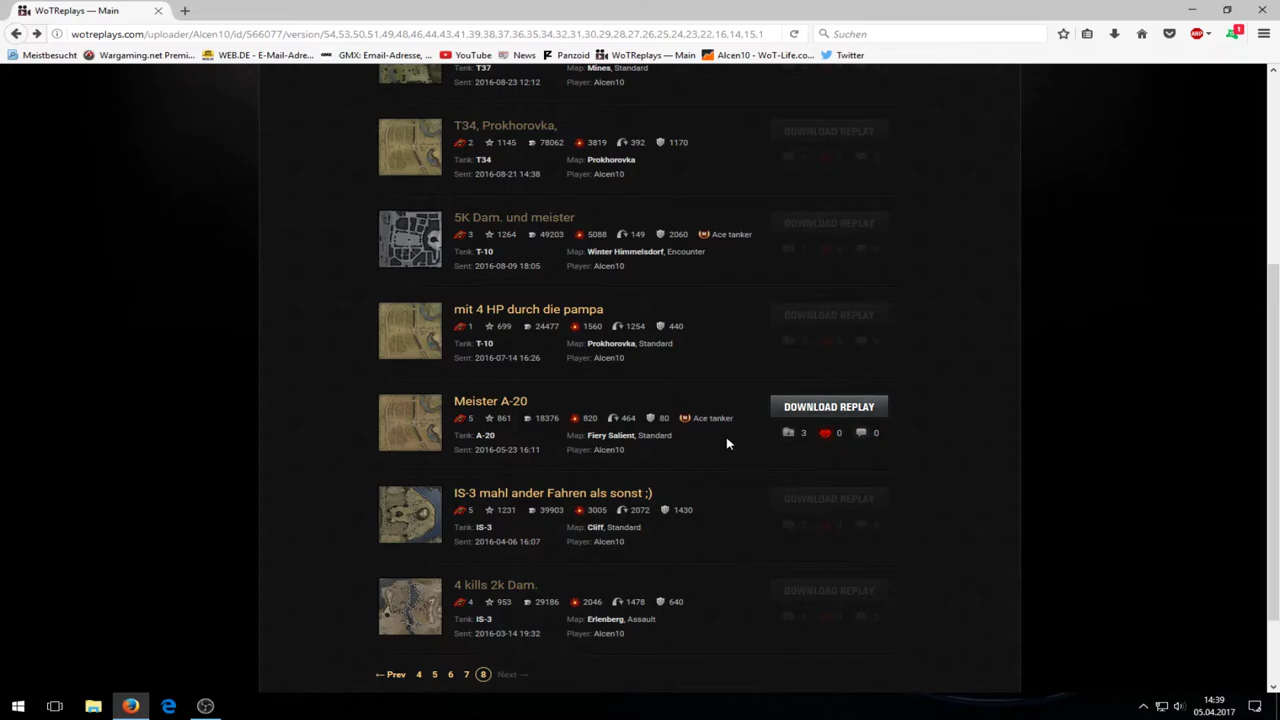 WoTReplays — Main
wotreplays.com/uploader/Alcen10/id/566077/version/54,53,50,51,49,48,46,44,43,41,39,38,37,36,35,34,32,31,30,29,28,27,26,25,24,23,22,16,14,15,1
Suchen
Meistbesucht Wargaming.net Premi... WEB.DE - E-Mail-Adre... GMX: Email-Adresse, ... YouTube News Panzoid WoTReplays — Main Alcen10 - WoT-Life.co... Twitter
Tank: T37 Map: Mines, Standard
Sent: 2016-08-23 12:12 Player: Alcen10
T34, Prokhorovka,
DOWNLOAD REPLAY
2 1145 78062 3819 392 1170
Tank: T34 Map: Prokhorovka
Sent: 2016-08-21 14:38 Player: Alcen10
5K Dam. und meister
DOWNLOAD REPLAY
3 1264 49203 5088 149 2060 Ace tanker
Tank: T-10 Map: Winter Himmelsdorf, Encounter
Sent: 2016-08-09 18:05 Player: Alcen10
mit 4 HP durch die pampa
DOWNLOAD REPLAY
1 699 24477 1560 1254 440
Tank: T-10 Map: Prokhorovka, Standard
Sent: 2016-07-14 16:26 Player: Alcen10
Meister A-20
DOWNLOAD REPLAY
5 861 18376 820 464 80 Ace tanker
3 0 0
Tank: A-20 Map: Fiery Salient, Standard
Sent: 2016-05-23 16:11 Player: Alcen10
IS-3 mahl ander Fahren als sonst ;)
DOWNLOAD REPLAY
5 1231 39903 3005 2072 1430
Tank: IS-3 Map: Cliff, Standard
Sent: 2016-04-06 16:07 Player: Alcen10
4 kills 2k Dam.
DOWNLOAD REPLAY
4 953 29186 2046 1478 640
Tank: IS-3 Map: Erlenberg, Assault
Sent: 2016-03-14 19:32 Player: Alcen10
← Prev 4 5 6 7 8 Next →
14:39
05.04.2017